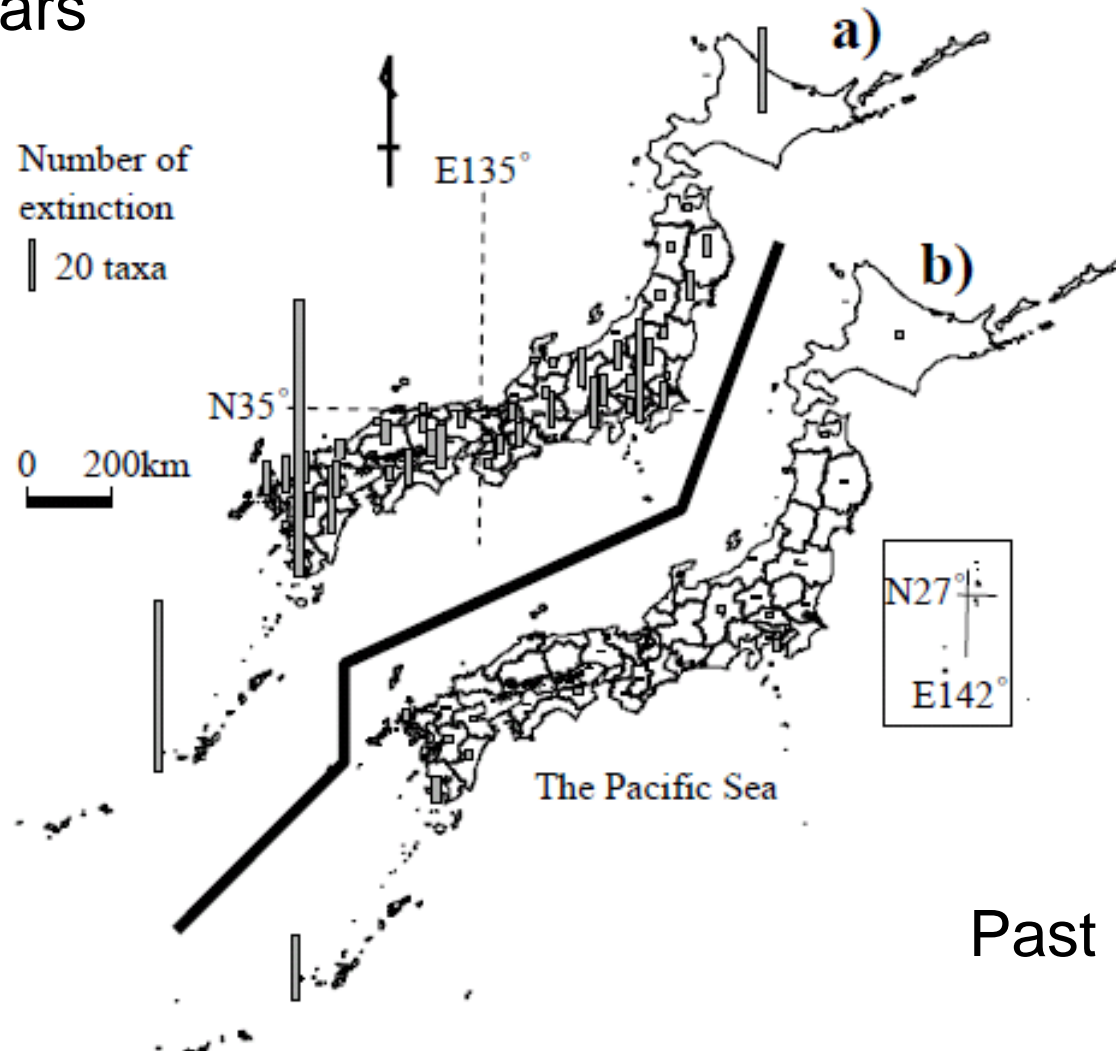 ars
a)
Number of
extinction
20 taxa
E135°
b)
N35°
0 200km
N27°
E142°
The Pacific Sea
Past